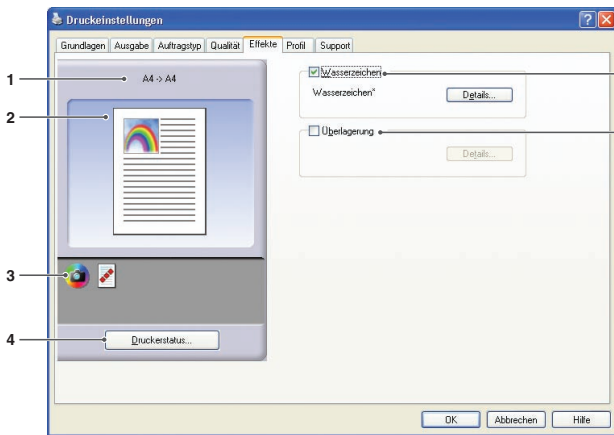 Druckeinstellungen
Grundlagen Ausgabe Auftragstyp Qualität Effekte Profil Support
1
A4 -> A4
2
3
4
Druckerstatus...
Wasserzeichen
Wasserzeichen* Details...
Überlagerung
Details...
OK Abbrechen Hilfe